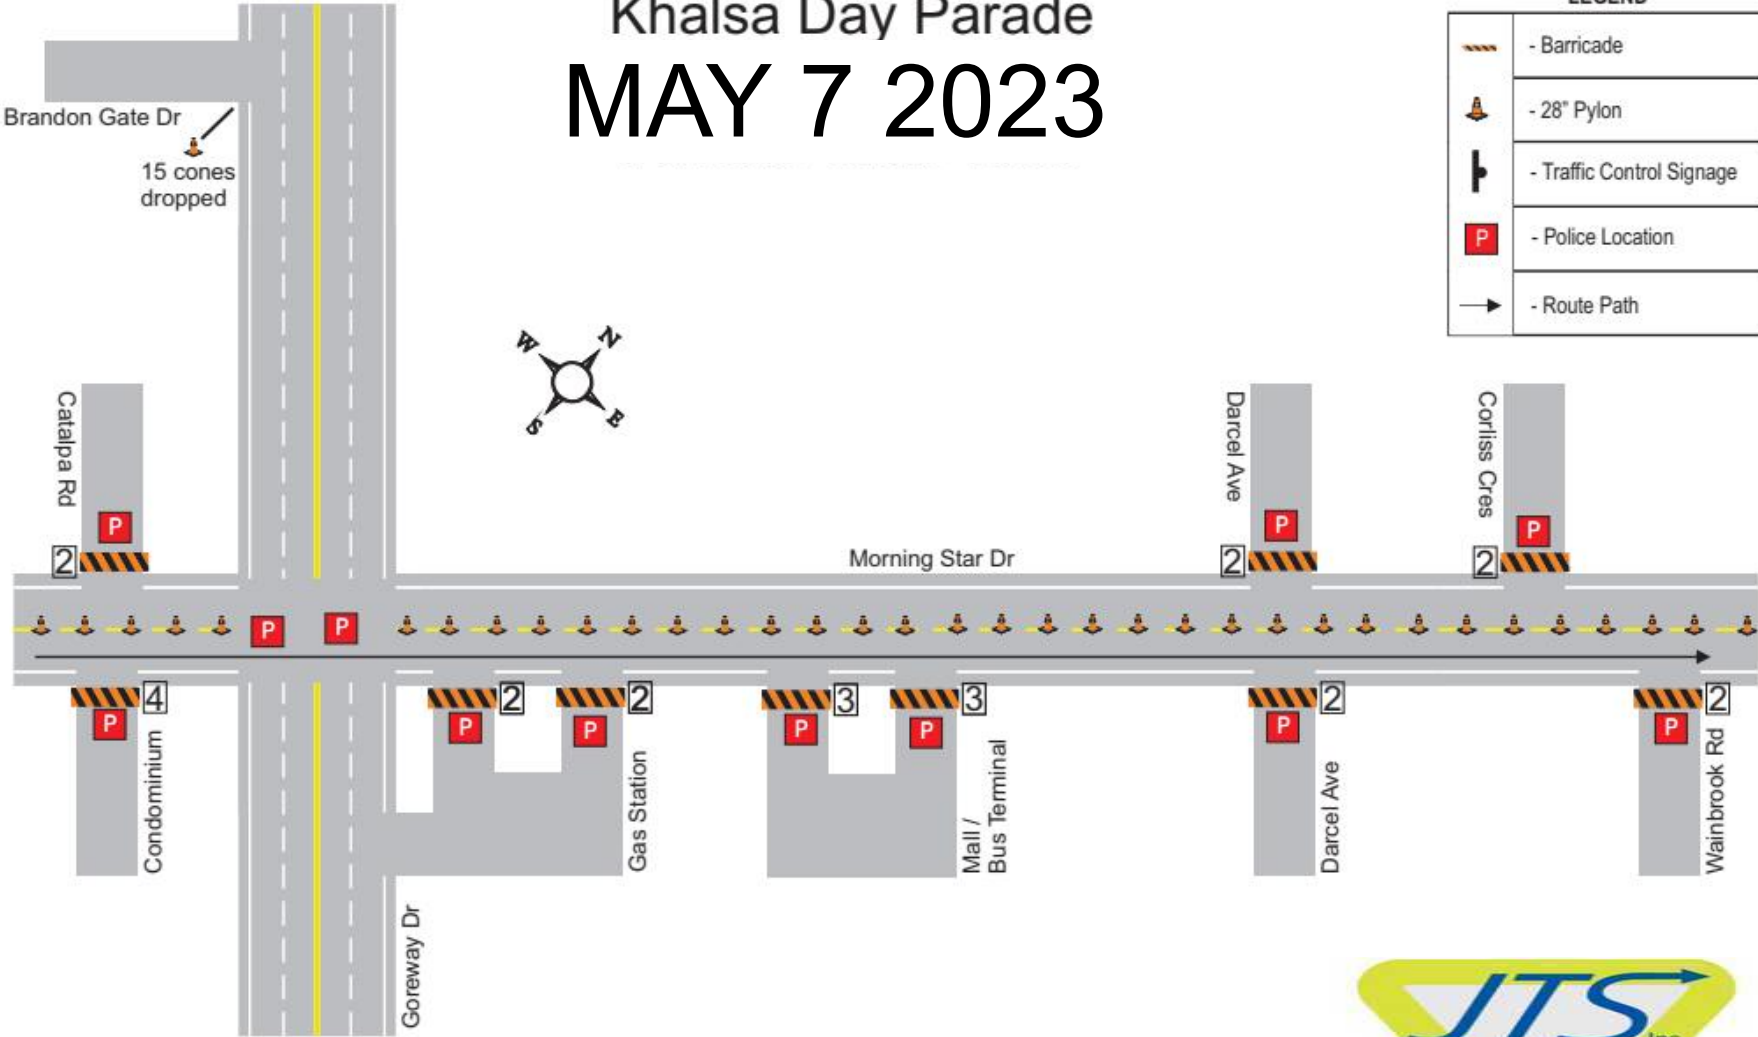 Khalsa Day Parade
MAY 7 2023
LEGEND
- Barricade
- 28" Pylon
- Traffic Control Signage
P
- Police Location
- Route Path
Brandon Gate Dr
15 cones
dropped
W
N
S
E
Catalpa Rd
Darcel Ave
Corliss Cres
P
P
P
2
2
2
Morning Star Dr
P
P
4
2
2
3
3
2
2
P
P
P
P
P
P
P
Condominium
Gas Station
Mall /
Bus Terminal
Darcel Ave
Wainbrook Rd
Goreway Dr
JTS